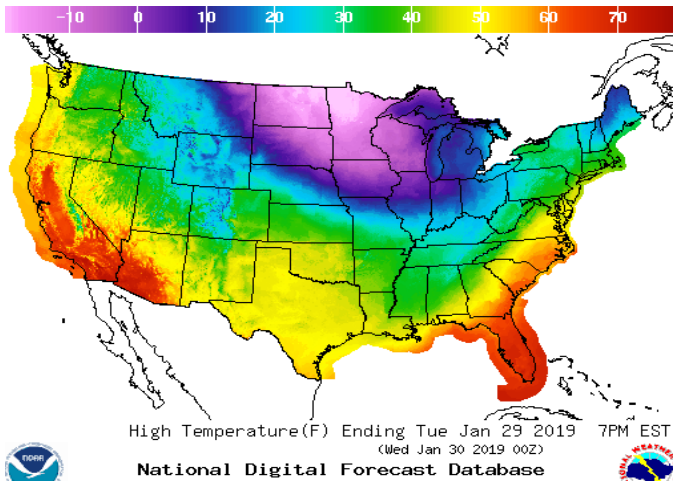 -10 0 10 20 30 40 50 60 70
High Temperature(F) Ending Tue Jan 29 2019 7PM EST
(Wed Jan 30 2019 00Z)
National Digital Forecast Database
NOAA